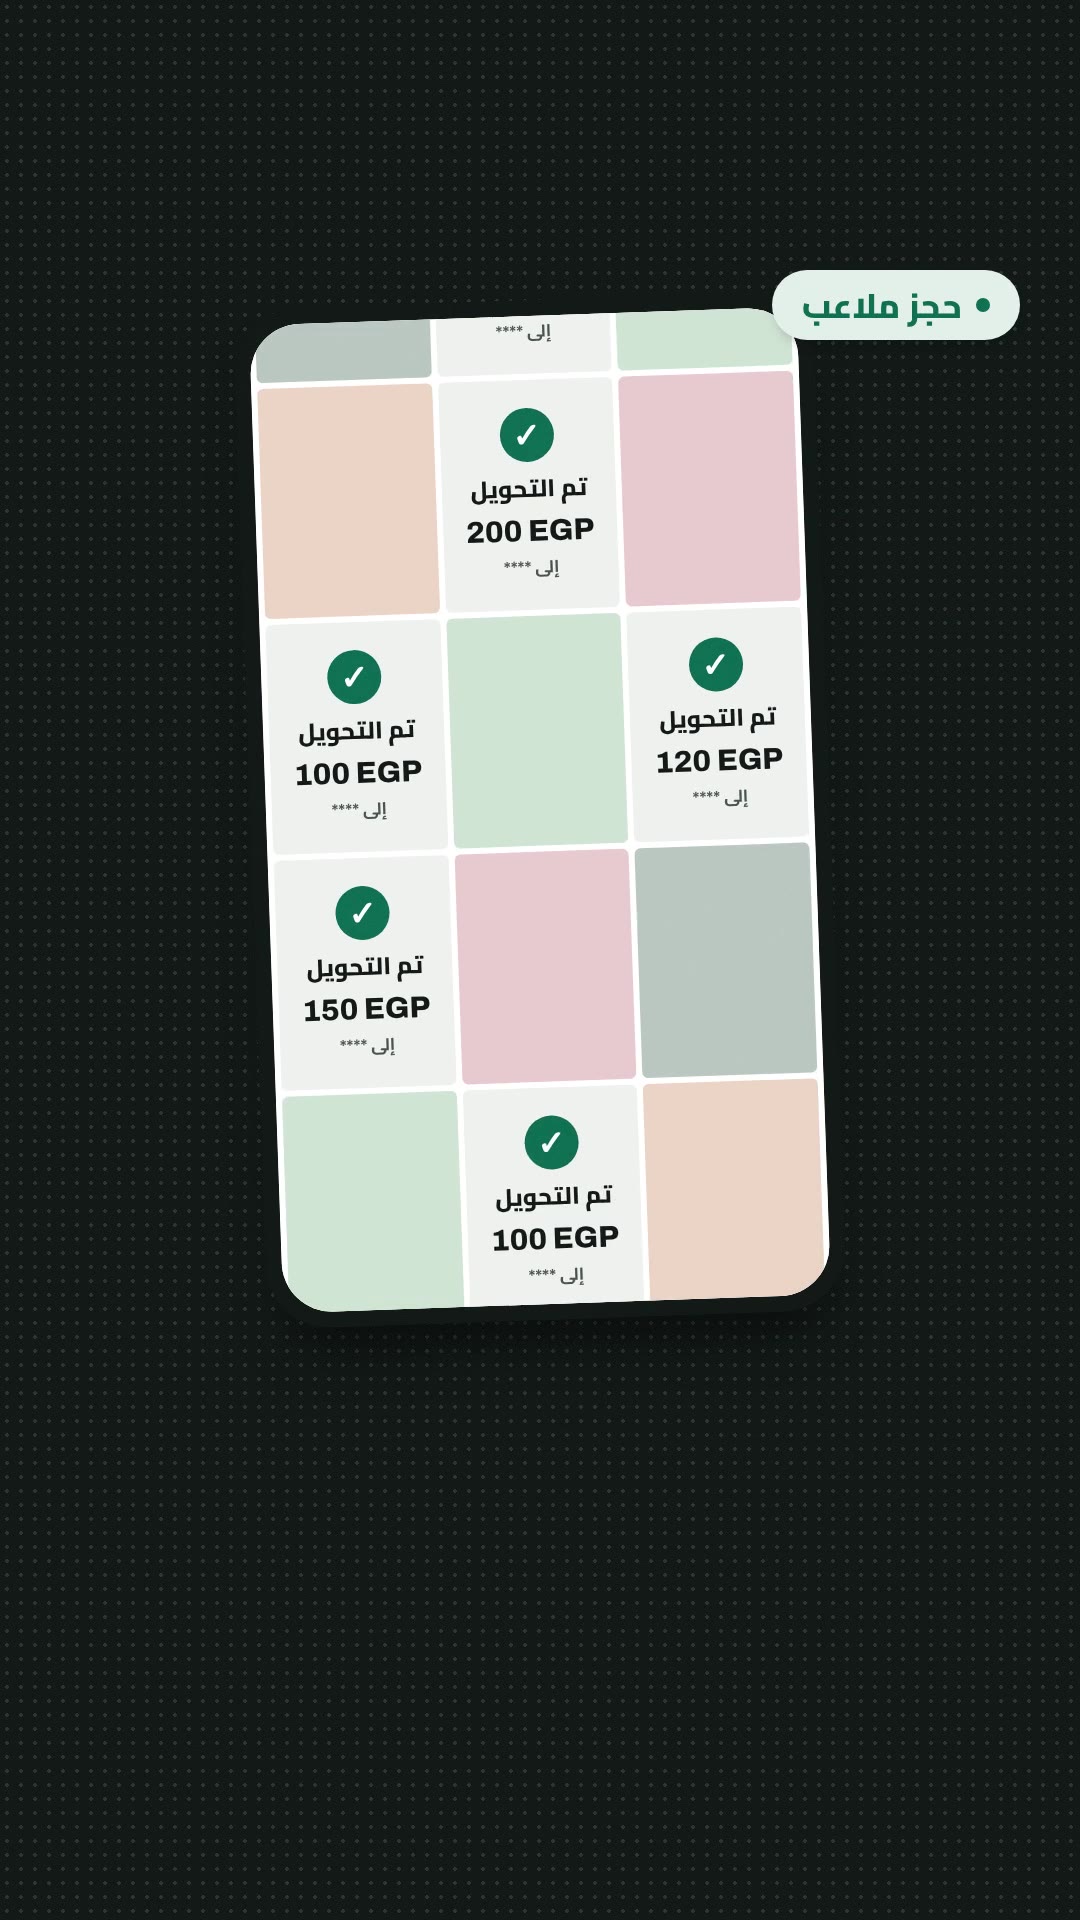 حجز ملاعب
إلى ****
✓
تم التحويل
200 EGP
إلى ****
✓
تم التحويل
120 EGP
إلى ****
✓
تم التحويل
100 EGP
إلى ****
✓
تم التحويل
150 EGP
إلى ****
✓
تم التحويل
100 EGP
إلى ****